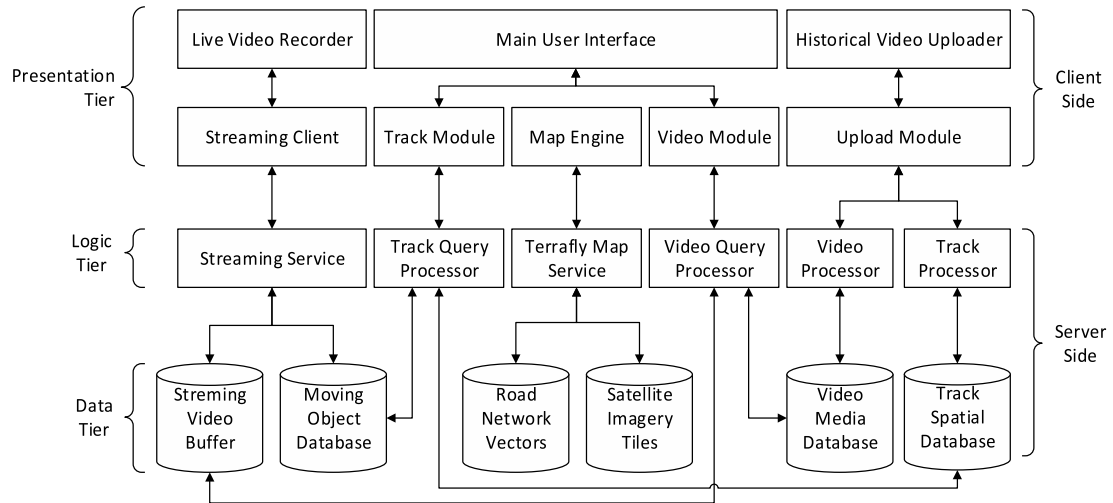 Live Video Recorder
Main User Interface
Historical Video Uploader
Presentation
Tier
Client
Side
Streaming Client
Track Module
Map Engine
Video Module
Upload Module
Logic
Tier
Streaming Service
Track Query
Processor
Terrafly Map
Service
Video Query
Processor
Video
Processor
Track
Processor
Server
Side
Data
Tier
Streming
Video
Buffer
Moving
Object
Database
Road
Network
Vectors
Satellite
Imagery
Tiles
Video
Media
Database
Track
Spatial
Database